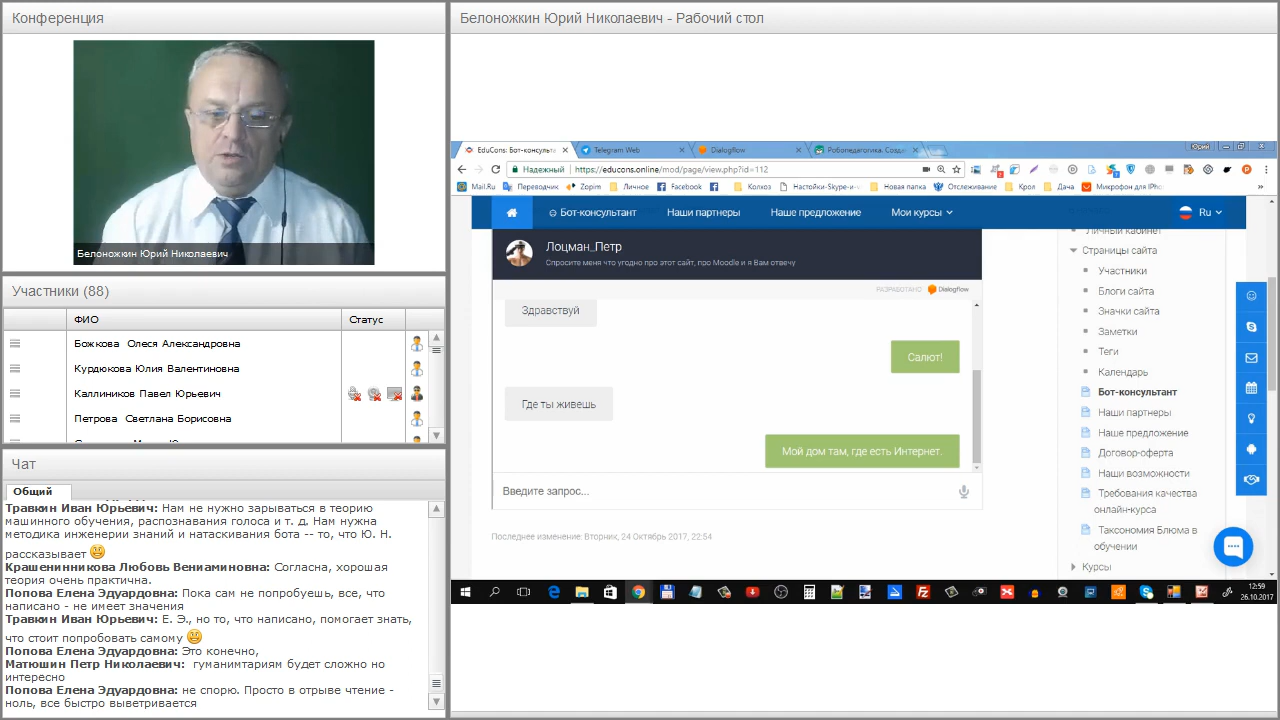 Конференция
Белоножкин Юрий Николаевич
Участники (88)
ФИО Статус
Божкова Олеся Александровна
Курдюкова Юлия Валентиновна
Каллиников Павел Юрьевич
Петрова Светлана Борисовна
Чат
Общий
Травкин Иван Юрьевич: Нам не нужно зарываться в теорию
машинного обучения, распознавания голоса и т. д. Нам нужна
методика инженерии знаний и натаскивания бота -- то, что Ю. Н.
рассказывает
Крашенинникова Любовь Вениаминовна: Согласна, хорошая
теория очень практична.
Попова Елена Эдуардовна: Пока сам не попробуешь, все, что
написано - не имеет значения
Травкин Иван Юрьевич: Е. Э., но то, что написано, помогает знать,
что стоит попробовать самому
Попова Елена Эдуардовна: Это конечно,
Матюшин Петр Николаевич: гуманимтариям будет сложно но
интересно
Попова Елена Эдуардовна: не спорю. Просто в отрыве чтение -
ноль, все быстро выветривается
Белоножкин Юрий Николаевич - Рабочий стол
EduCons: Бот-консульта
Telegram Web
Dialogflow
Робопедагогика. Созда
Юрий
Надежный https://educons.online/mod/page/view.php?id=112
Mail.Ru Переводчик Zopim Личное Facebook Колхоз Настойки-Skype-и- Новая папка Отслеживание Крол Дача Микрофон для IPho
Бот-консультант Наши партнеры Наше предложение Мои курсы Ru
Лоцман_Петр
Спросите меня что угодно про этот сайт, про Moodle и я Вам отвечу
РАЗРАБОТАНО Dialogflow
Здравствуй
Салют!
Где ты живешь
Мой дом там, где есть Интернет.
Введите запрос...
Последнее изменение: Вторник, 24 Октябрь 2017, 22:54
Личный кабинет
Страницы сайта
Участники
Блоги сайта
Значки сайта
Заметки
Теги
Календарь
Бот-консультант
Наши партнеры
Наше предложение
Договор-оферта
Наши возможности
Требования качества
онлайн-курса
Таксономия Блюма в
обучении
Курсы
12:59
26.10.2017